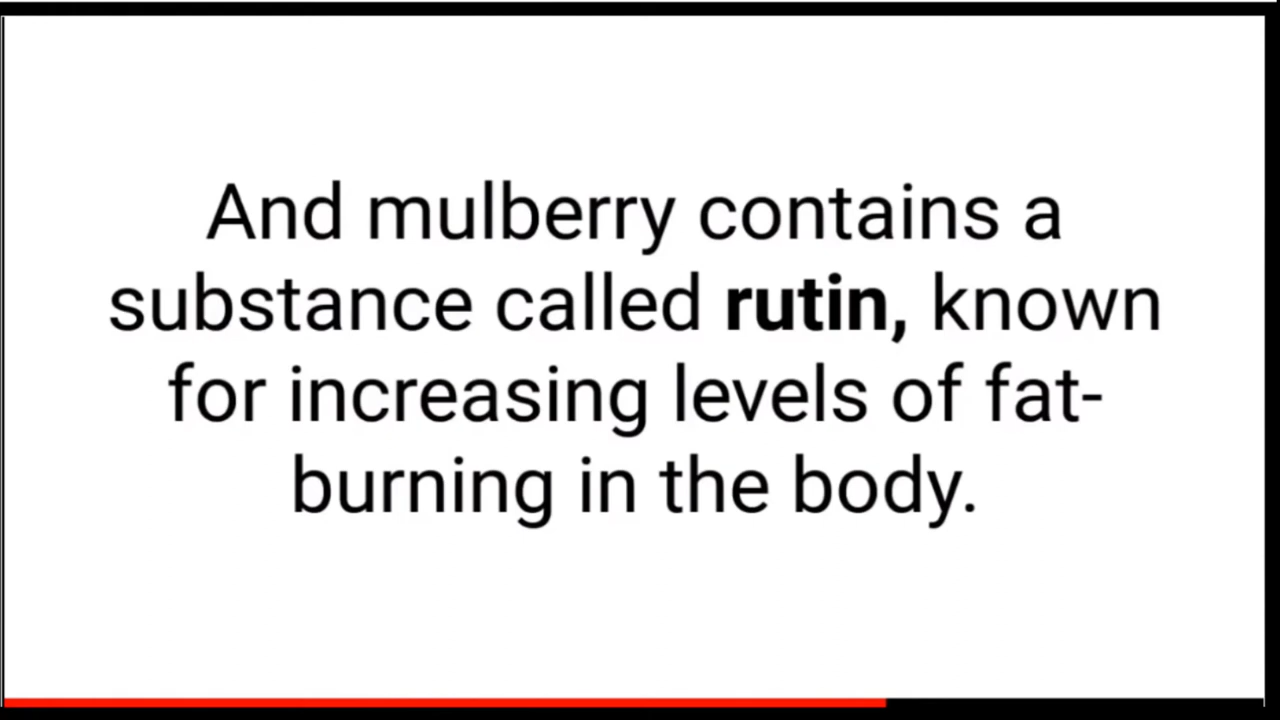 And mulberry contains a
substance called rutin, known
for increasing levels of fat-
burning in the body.